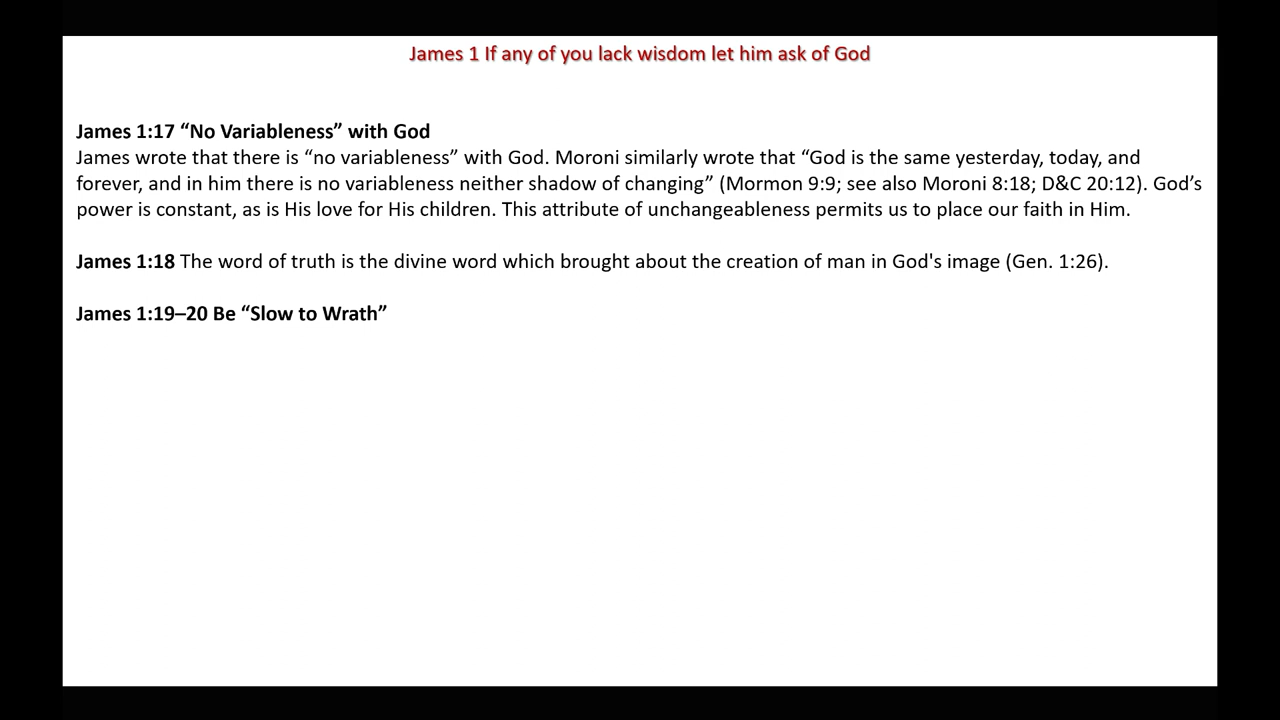 James 1 If any of you lack wisdom let him ask of God
James 1:17 “No Variableness” with God
James wrote that there is “no variableness” with God. Moroni similarly wrote that “God is the same yesterday, today, and
forever, and in him there is no variableness neither shadow of changing” (Mormon 9:9; see also Moroni 8:18; D&C 20:12). God’s
power is constant, as is His love for His children. This attribute of unchangeableness permits us to place our faith in Him.
James 1:18 The word of truth is the divine word which brought about the creation of man in God's image (Gen. 1:26).
James 1:19–20 Be “Slow to Wrath”